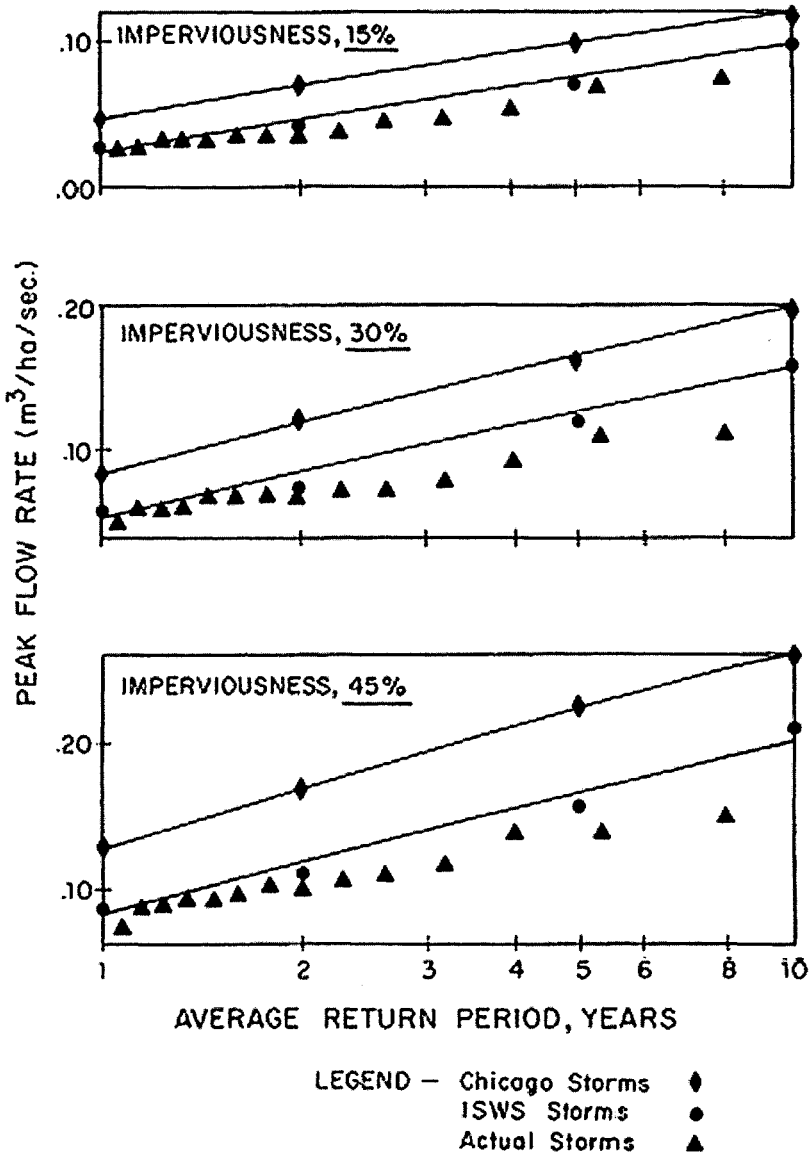 IMPERVIOUSNESS, 15%
.10
.00
PEAK FLOW RATE (m³/ha/sec.)
IMPERVIOUSNESS, 30%
.20
.10
IMPERVIOUSNESS, 45%
.20
.10
1 2 3 4 5 6 8 10
AVERAGE RETURN PERIOD, YEARS
LEGEND – Chicago Storms
ISWS Storms
Actual Storms